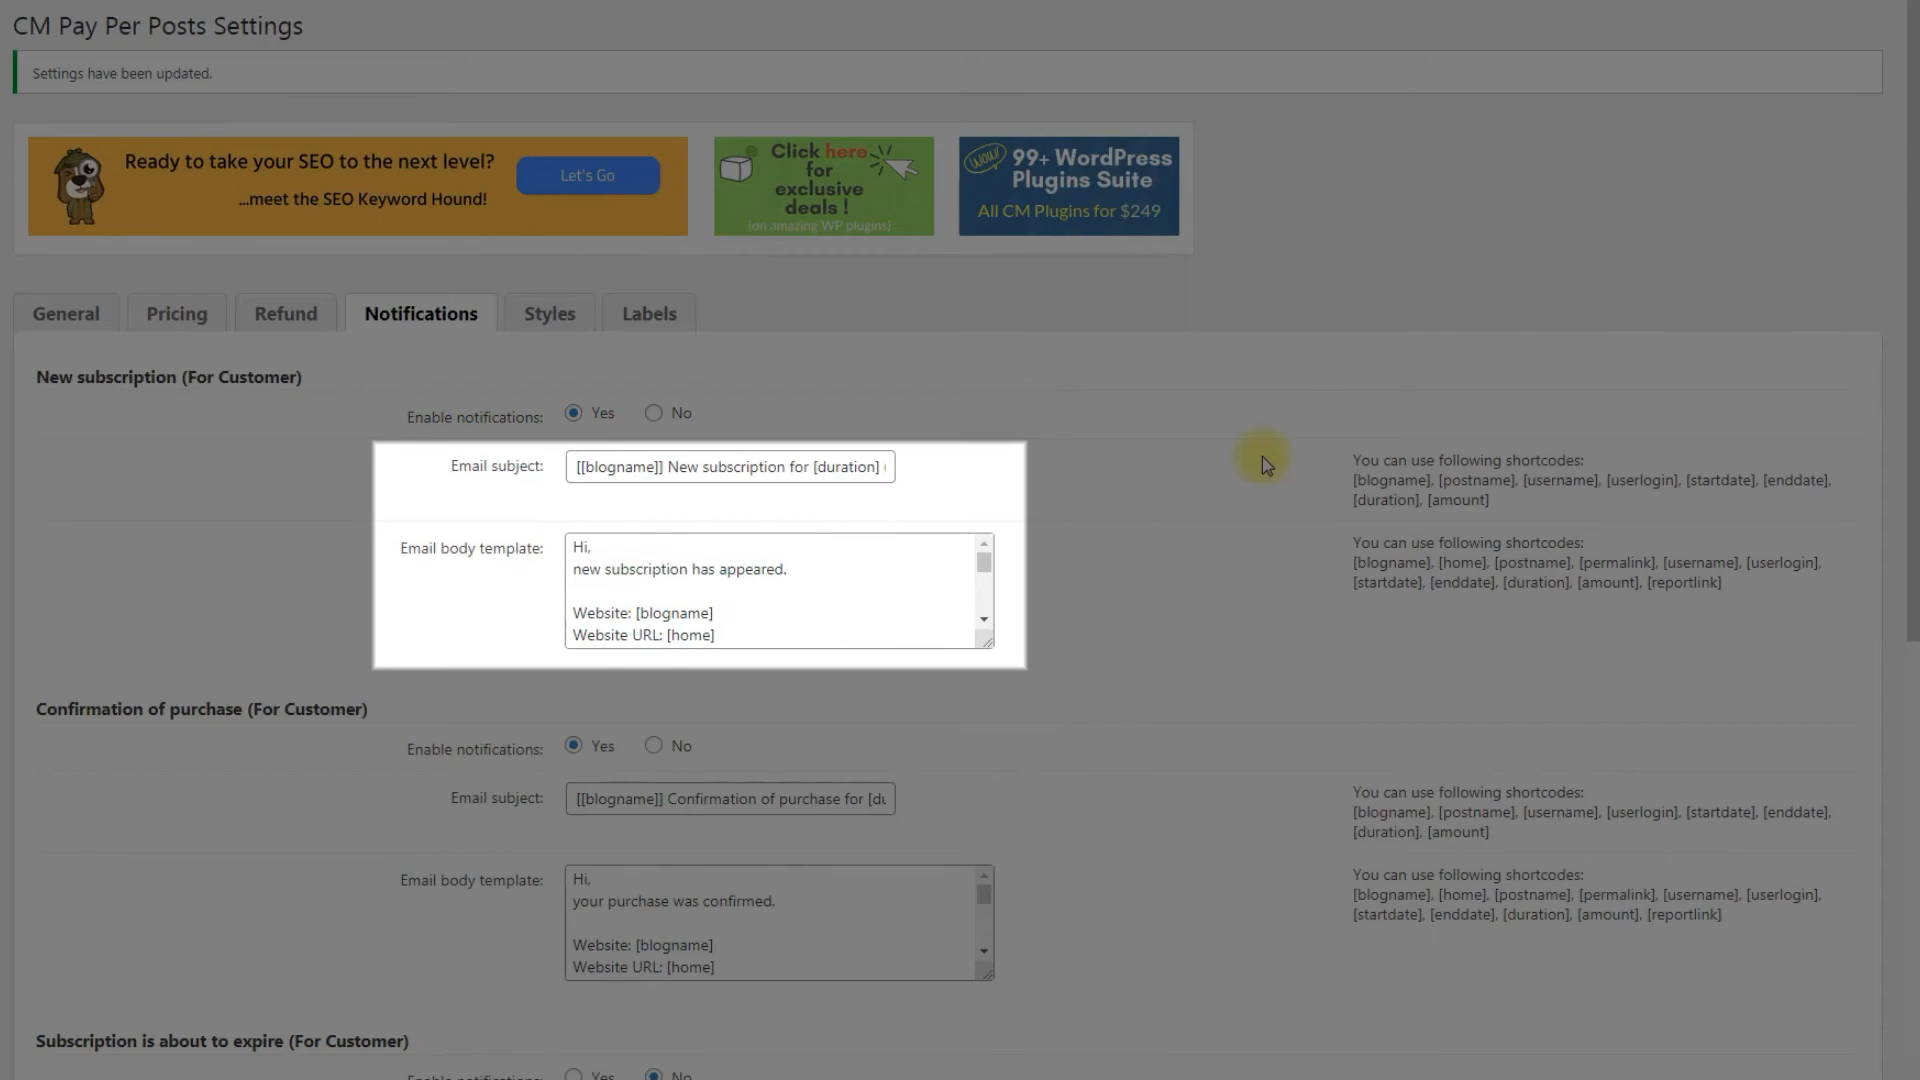 CM Pay Per Posts Settings
Settings have been updated.
Ready to take your SEO to the next level?
...meet the SEO Keyword Hound!
Let's Go
Click here
for
exclusive
deals !
(on amazing WP plugins)
WOW!
99+ WordPress
Plugins Suite
All CM Plugins for $249
General
Pricing
Refund
Notifications
Styles
Labels
New subscription (For Customer)
Enable notifications:
Yes
No
Email subject:
[[blogname]] New subscription for [duration]
You can use following shortcodes:
[blogname], [postname], [username], [userlogin], [startdate], [enddate],
[duration], [amount]
Email body template:
Hi,
new subscription has appeared.
Website: [blogname]
Website URL: [home]
You can use following shortcodes:
[blogname], [home], [postname], [permalink], [username], [userlogin],
[startdate], [enddate], [duration], [amount], [reportlink]
Confirmation of purchase (For Customer)
Enable notifications:
Yes
No
Email subject:
[[blogname]] Confirmation of purchase for [du
You can use following shortcodes:
[blogname], [postname], [username], [userlogin], [startdate], [enddate],
[duration], [amount]
Email body template:
Hi,
your purchase was confirmed.
Website: [blogname]
Website URL: [home]
You can use following shortcodes:
[blogname], [home], [postname], [permalink], [username], [userlogin],
[startdate], [enddate], [duration], [amount], [reportlink]
Subscription is about to expire (For Customer)
Enable notifications:
Yes
No